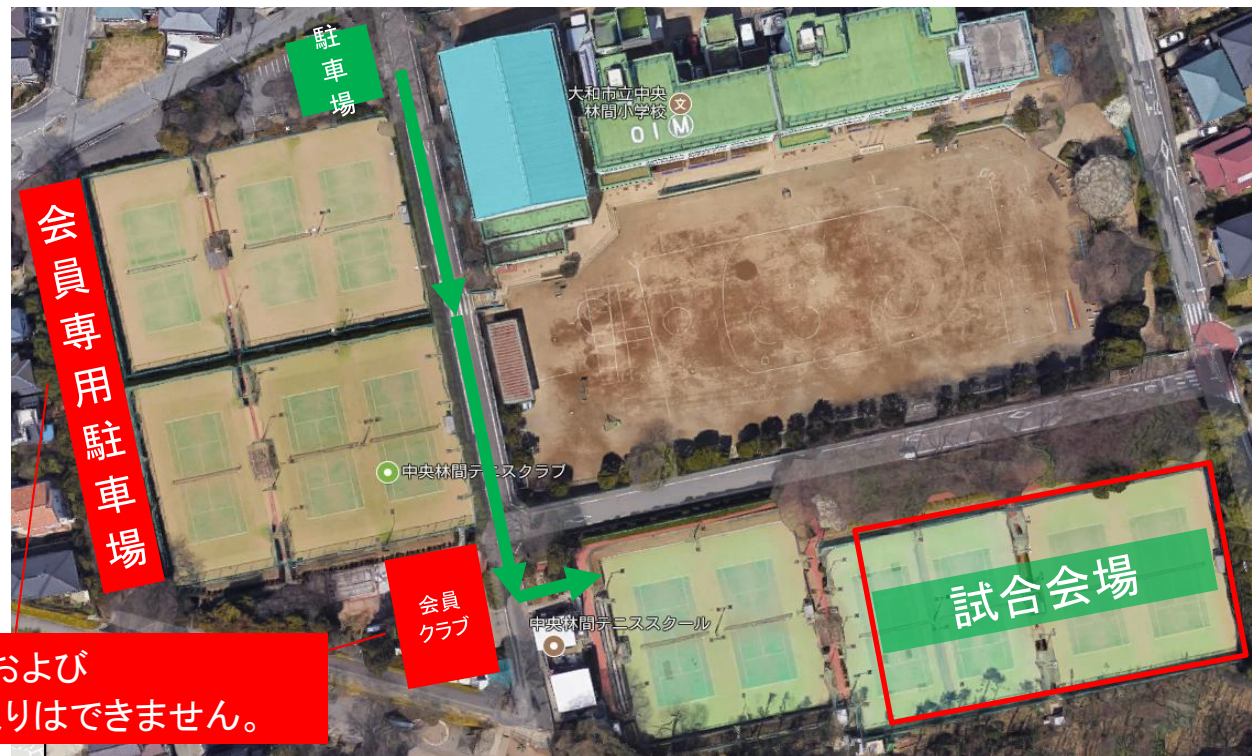 駐車場
大和市立中央
林間小学校
文
M10
会員専用駐車場
中央林間テニスクラブ
会員
クラブ
中央林間テニススクール
試合会場
および
りはできません。